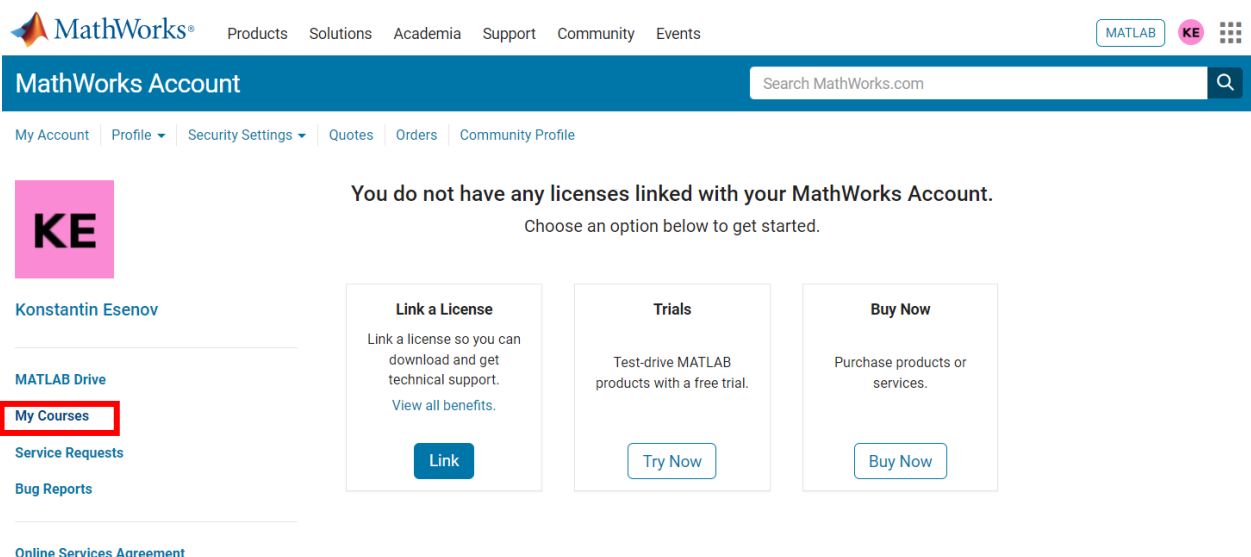 MathWorks®
Products Solutions Academia Support Community Events
MATLAB
KE
MathWorks Account
Search MathWorks.com
My Account Profile Security Settings Quotes Orders Community Profile
KE
Konstantin Esenov
MATLAB Drive
My Courses
Service Requests
Bug Reports
Online Services Agreement
You do not have any licenses linked with your MathWorks Account.
Choose an option below to get started.
Link a License
Link a license so you can
download and get
technical support.
View all benefits.
Link
Trials
Test-drive MATLAB
products with a free trial.
Try Now
Buy Now
Purchase products or
services.
Buy Now